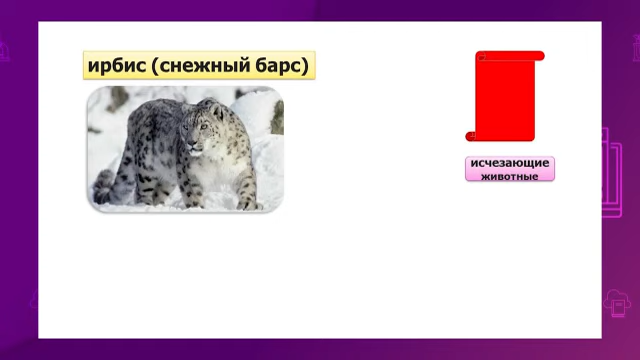 ирбис (снежный барс)
исчезающие
животные